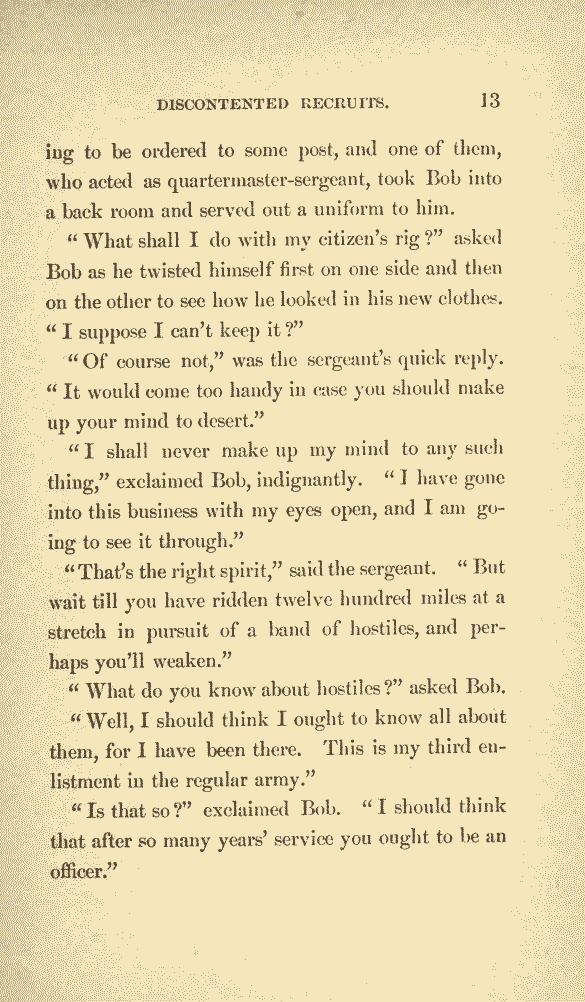 DISCONTENTED RECRUITS. 13
ing to be ordered to some post, and one of them,
who acted as quartermaster-sergeant, took Bob into
a back room and served out a uniform to him.
“What shall I do with my citizen's rig?” asked
Bob as he twisted himself first on one side and then
on the other to see how he looked in his new clothes.
“I suppose I can't keep it?”
“Of course not,” was the sergeant's quick reply.
“It would come too handy in case you should make
up your mind to desert.”
“I shall never make up my mind to any such
thing,” exclaimed Bob, indignantly. “I have gone
into this business with my eyes open, and I am go-
ing to see it through.”
“That's the right spirit,” said the sergeant. “But
wait till you have ridden twelve hundred miles at a
stretch in pursuit of a band of hostiles, and per-
haps you'll weaken.”
“What do you know about hostiles?” asked Bob.
“Well, I should think I ought to know all about
them, for I have been there. This is my third en-
listment in the regular army.”
“Is that so?” exclaimed Bob. “I should think
that after so many years' service you ought to be an
officer.”